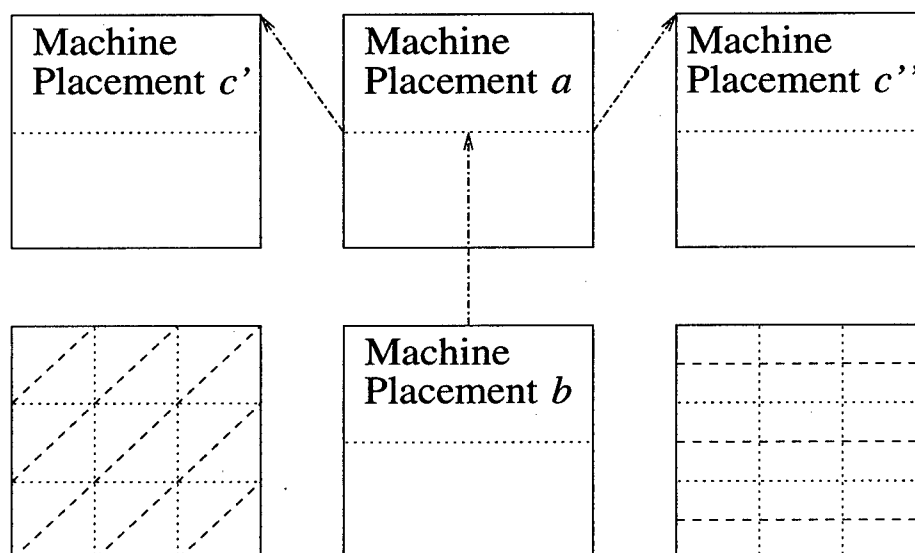 Machine
Placement c'
Machine
Placement a
Machine
Placement c''
Machine
Placement b